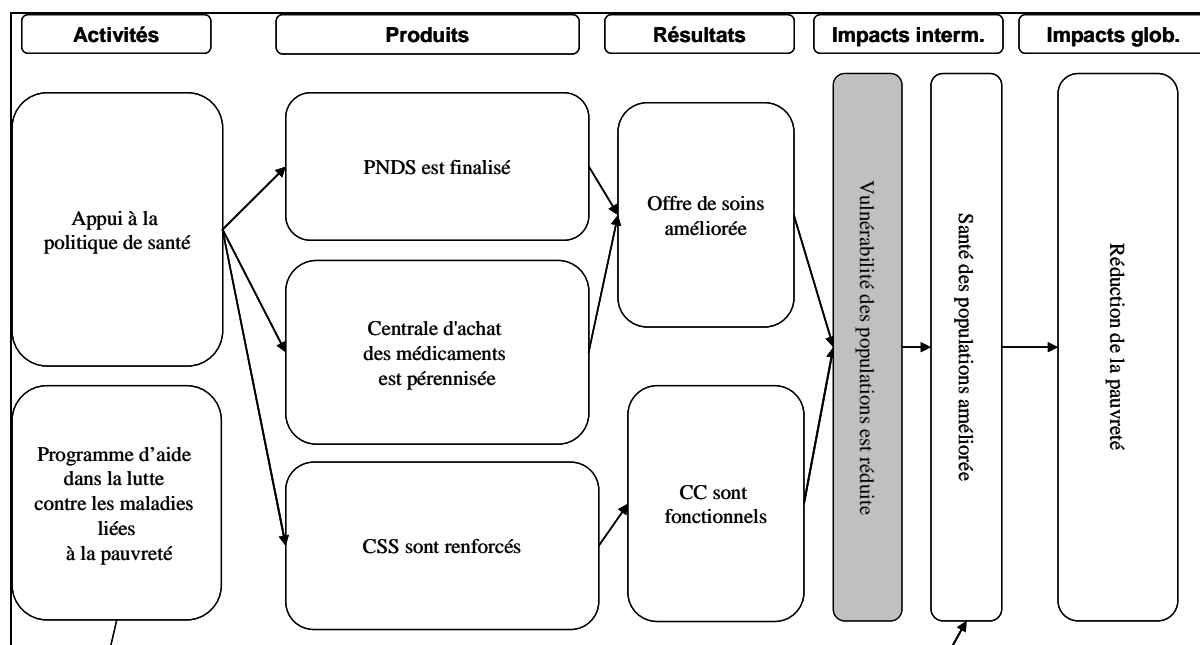 Activités
Produits
Résultats
Impacts interm.
Impacts glob.
Appui à la
politique de santé
Programme d’aide
dans la lutte
contre les maladies
liées
à la pauvreté
PNDS est finalisé
Centrale d'achat
des médicaments
est pérennisée
CSS sont renforcés
Offre de soins
améliorée
CC sont
fonctionnels
Vulnérabilité des populations est réduite
Santé des populations améliorée
Réduction de la pauvreté